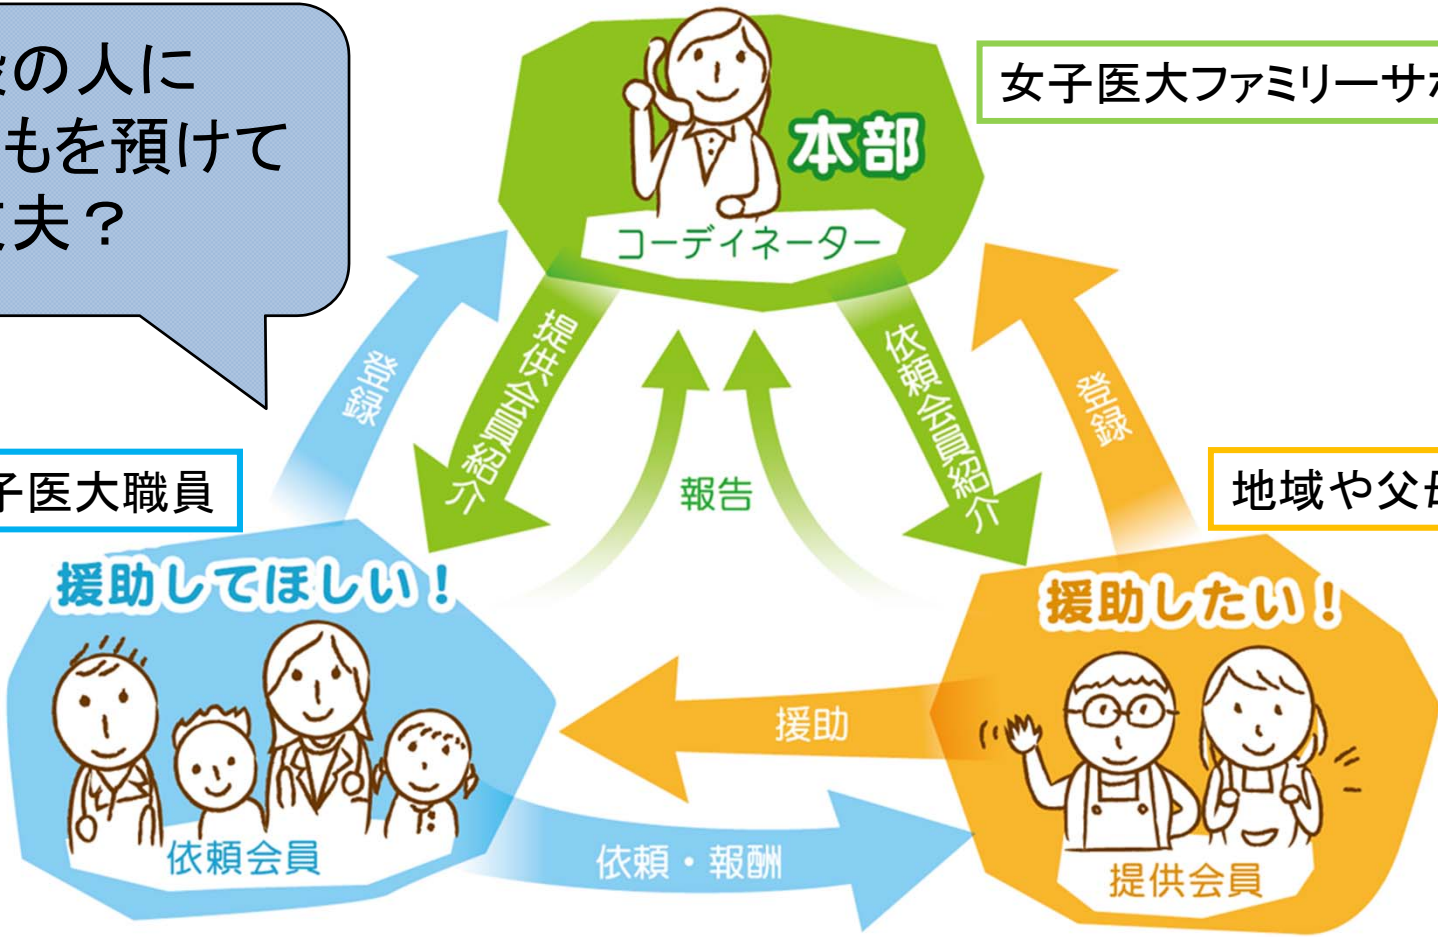 の人に
もを預けて
夫？
女子医大ファミリーサ
本部
コーディネーター
登録
提供会員紹介
依頼会員紹介
登録
報告
子医大職員
地域や父
援助してほしい！
援助したい！
援助
依頼会員
依頼・報酬
提供会員